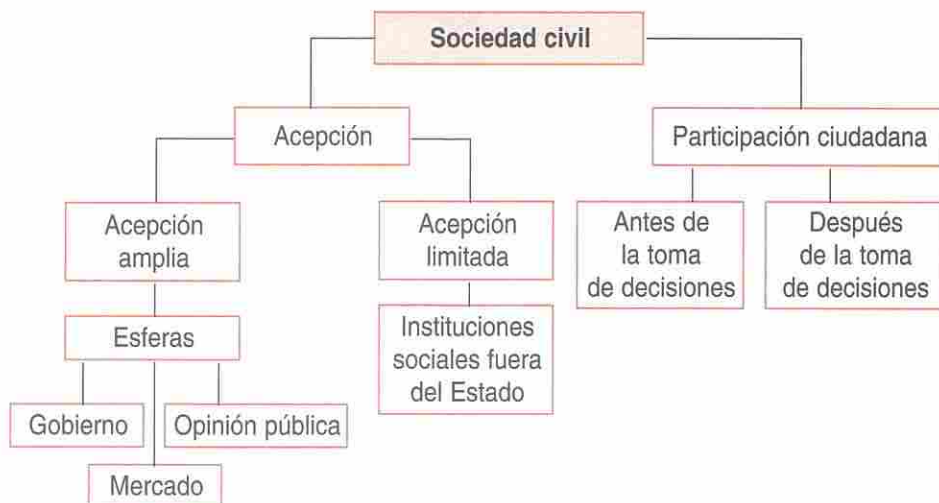 Sociedad civil
Acepción
Participación ciudadana
Acepción
amplia
Acepción
limitada
Antes de
la toma
de decisiones
Después
de la toma
de decisiones
Esferas
Instituciones
sociales fuera
del Estado
Gobierno
Opinión pública
Mercado